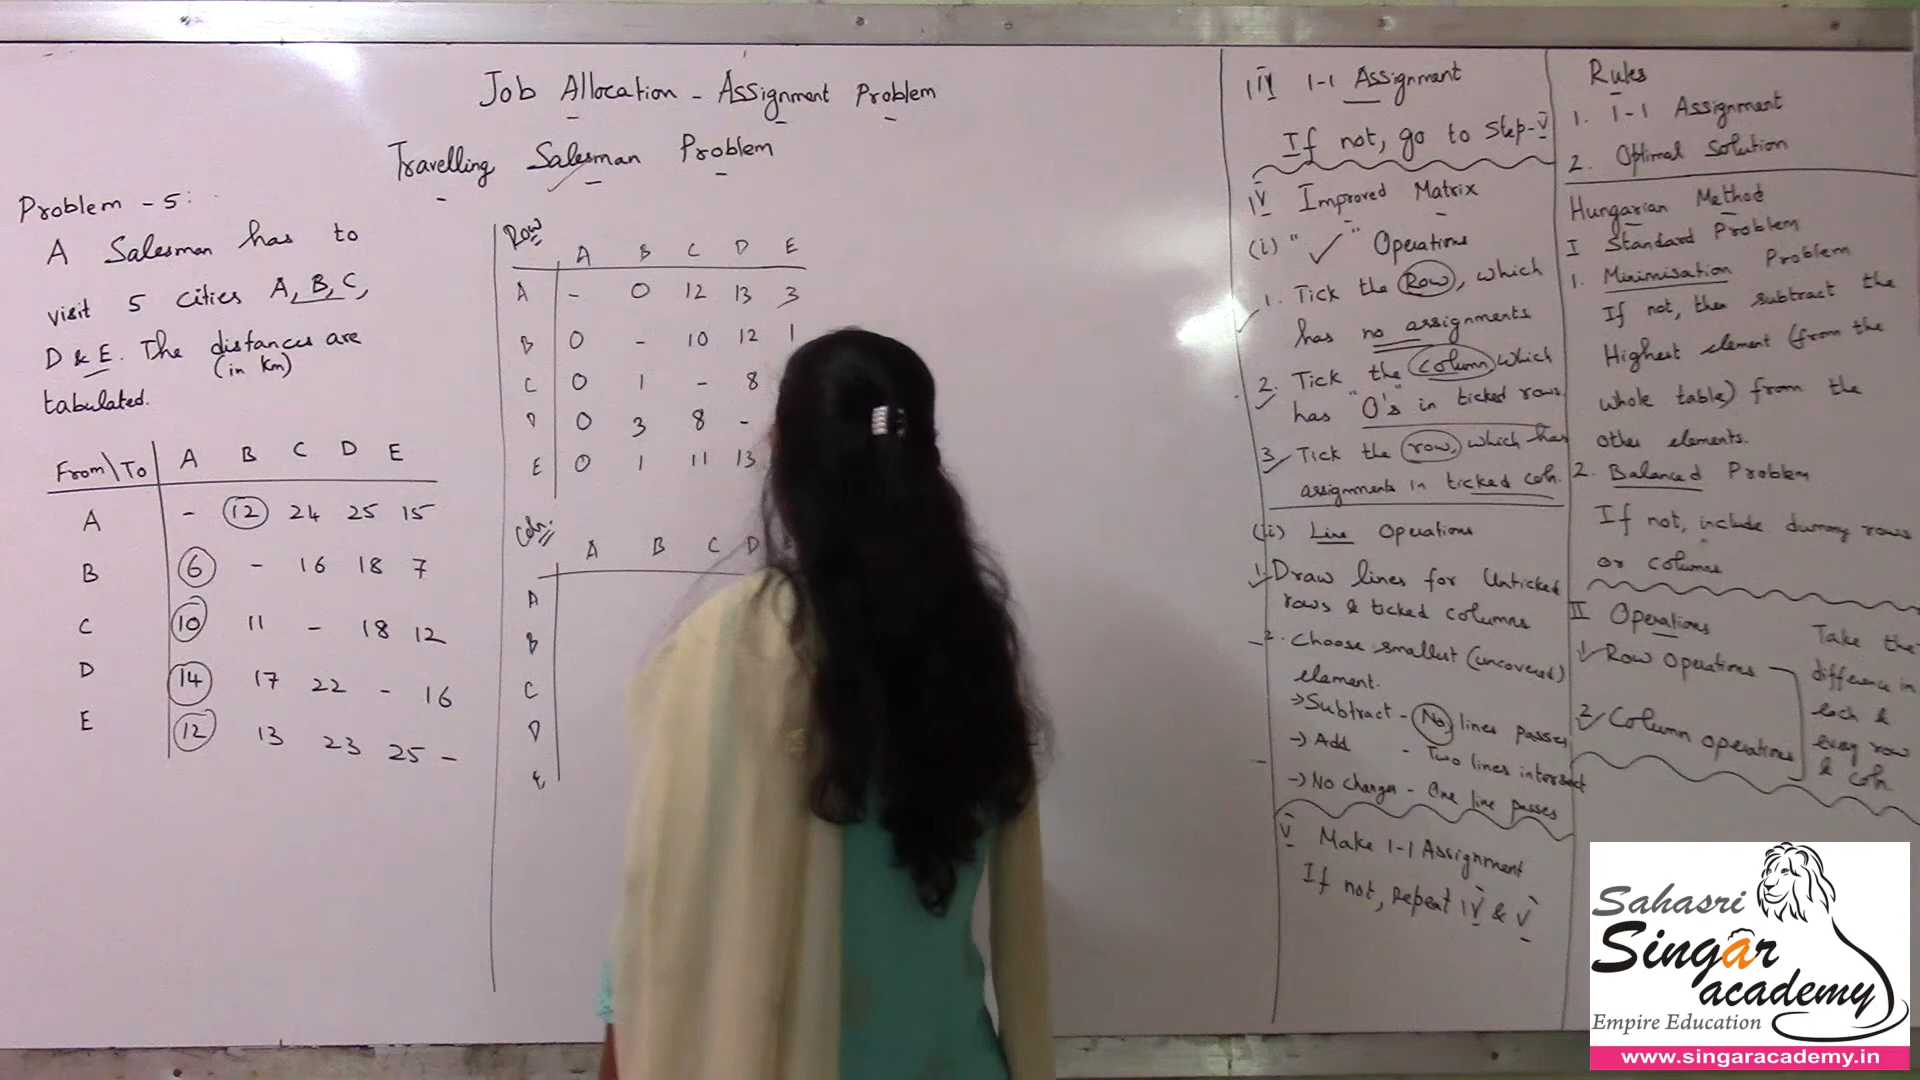 Job Allocation - Assignment Problem
Travelling Salesman Problem
Problem - 5:
A Salesman has to
visit 5 cities A, B, C,
D & E. The distances are
(in Km)
tabulated.
From\To A B C D E
A - 12 24 25 15
B 6 - 16 18 7
C 10 11 - 18 12
D 14 17 22 - 16
E 12 13 23 25 -
Row
A B C D E
A - 0 12 13 3
B 0 - 10 12 1
C 0 1 - 8
D 0 3 8 -
E 0 1 11 13
Coln:
A B C D
A
B
C
D
E
III 1-1 Assignment
If not, go to Step-V
IV Improved Matrix
(i) "✓" Operations
1. Tick the Row, which
has no assignments
2. Tick the column which
has "0's" in ticked rows.
3. Tick the row, which has
assignments in ticked coln.
(ii) Line Operations
1. Draw lines for Unticked
rows & ticked columns
2. Choose smallest (uncovered)
element.
→ Subtract - No lines passes
→ Add - Two lines intersect
→ No changes - One line passes
V Make 1-1 Assignment
If not, repeat IV & V
Rules
1. 1-1 Assignment
2. Optimal Solution
Hungarian Method
I Standard Problem
1. Minimisation Problem
If not, then subtract the
Highest element (from the
whole table) from the
other elements.
2. Balanced Problem
If not, include dummy rows
or columns
II Operations
1. Row Operations
2. Column Operations
Take the
difference in
each &
every row
& coln.
Sahasri
Singar
academy
Empire Education
www.singaracademy.in